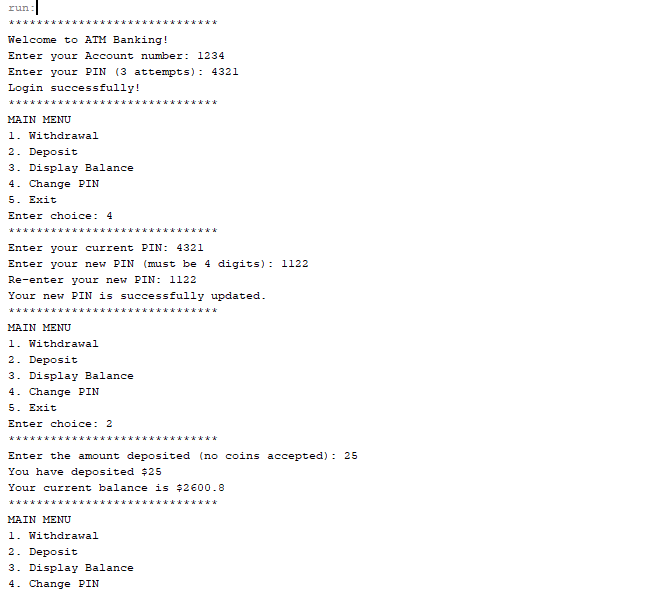 run:
******************************
Welcome to ATM Banking!
Enter your Account number: 1234
Enter your PIN (3 attempts): 4321
Login successfully!
******************************
MAIN MENU
1. Withdrawal
2. Deposit
3. Display Balance
4. Change PIN
5. Exit
Enter choice: 4
******************************
Enter your current PIN: 4321
Enter your new PIN (must be 4 digits): 1122
Re-enter your new PIN: 1122
Your new PIN is successfully updated.
******************************
MAIN MENU
1. Withdrawal
2. Deposit
3. Display Balance
4. Change PIN
5. Exit
Enter choice: 2
******************************
Enter the amount deposited (no coins accepted): 25
You have deposited $25
Your current balance is $2600.8
******************************
MAIN MENU
1. Withdrawal
2. Deposit
3. Display Balance
4. Change PIN